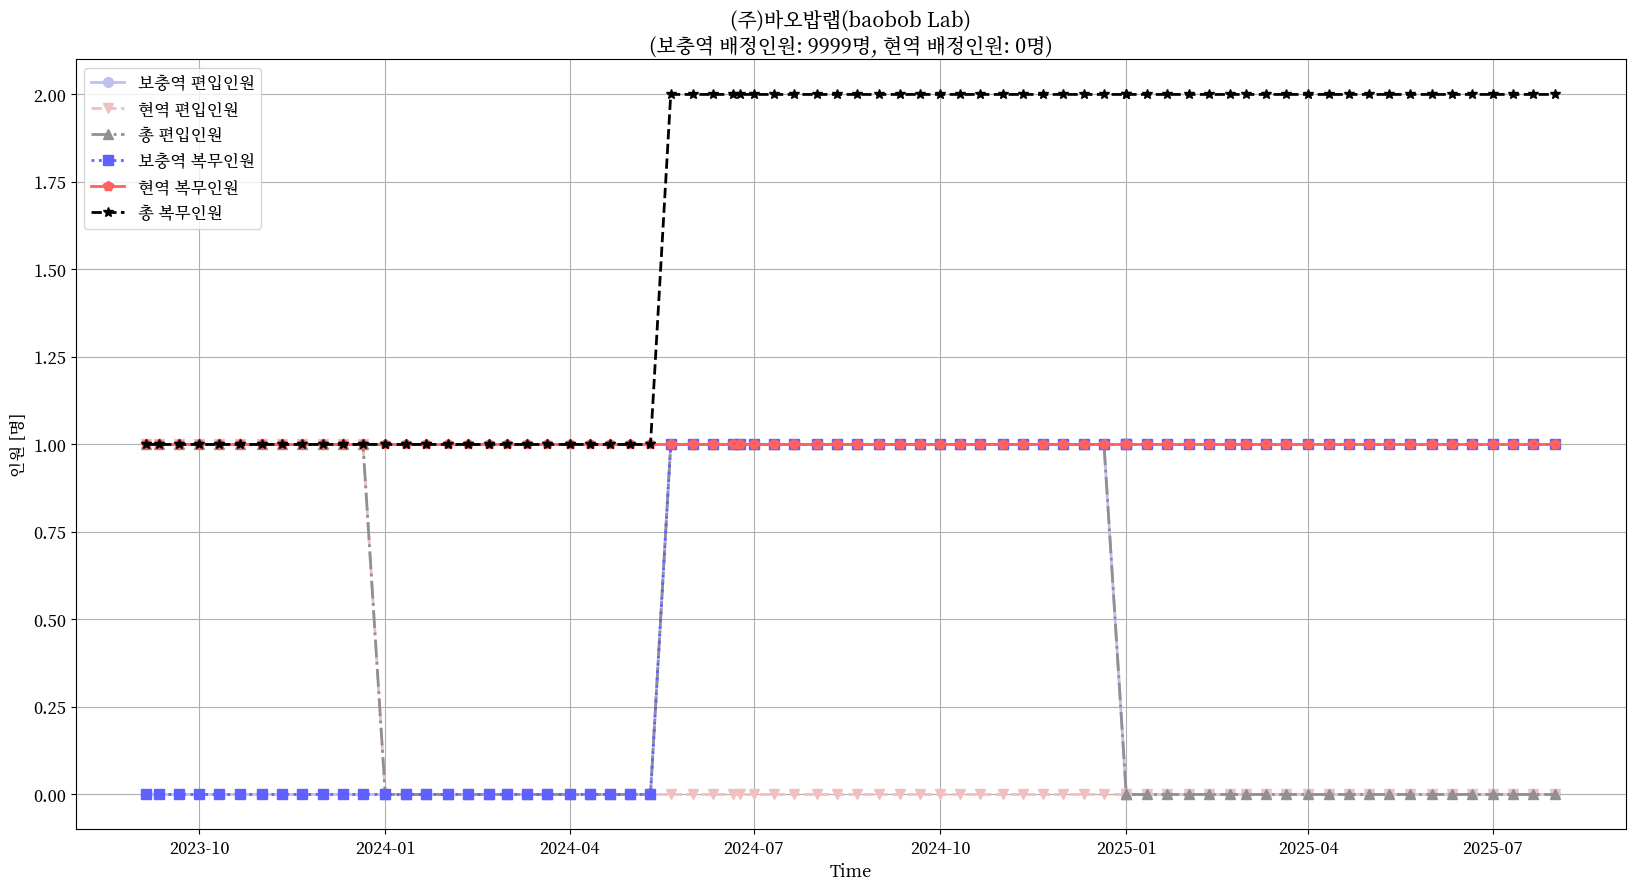 (주)바오밥랩(baobob Lab)
(보충역 배정인원: 9999명, 현역 배정인원: 0명)
보충역 편입인원
현역 편입인원
총 편입인원
보충역 복무인원
현역 복무인원
총 복무인원
2.00
1.75
1.50
1.25
1.00
0.75
0.50
0.25
0.00
인원 [명]
2023-10
2024-01
2024-04
2024-07
2024-10
2025-01
2025-04
2025-07
Time